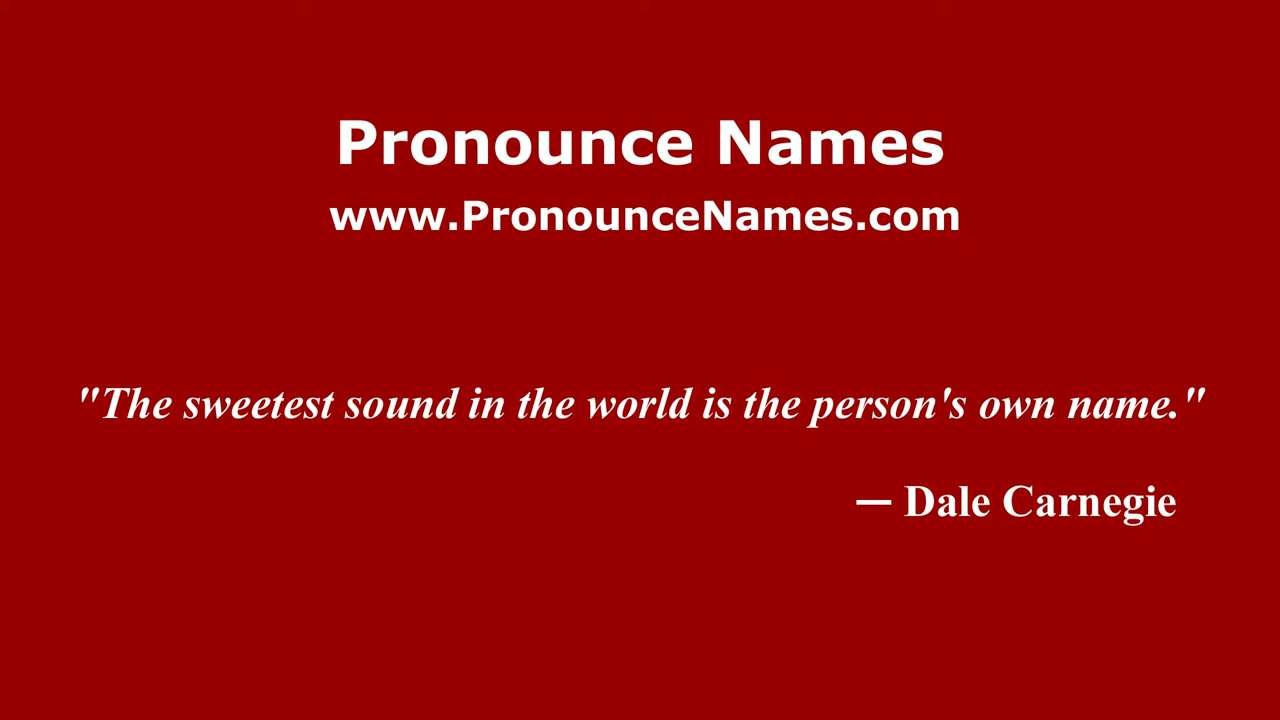 Pronounce Names
www.PronounceNames.com
"The sweetest sound in the world is the person's own name."
— Dale Carnegie